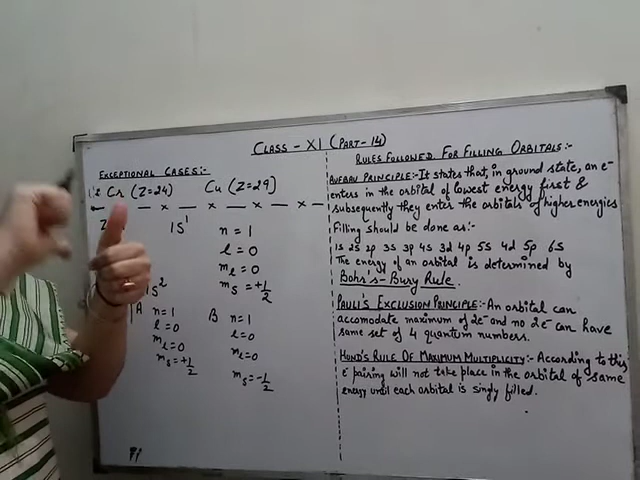 CLASS - XI (PART-14)
EXCEPTIONAL CASES:-
Cr (Z=24) Cu (Z=29)
1S¹
n = 1
l = 0
ml = 0
ms = +1/2
S²
A n = 1
l = 0
ml = 0
ms = +1/2
B n = 1
l = 0
ml = 0
ms = -1/2
RULES FOLLOWED FOR FILLING ORBITALS:-
AUFBAU PRINCIPLE:- It states that, in ground state, an e⁻
enters in the orbital of lowest energy first &
subsequently they enter the orbitals of higher energies
Filling should be done as:-
1s 2s 2p 3s 3p 4s 3d 4p 5s 4d 5p 6s
The energy of an orbital is determined by
Bohr's-Bury Rule.
PAULI'S EXCLUSION PRINCIPLE:- An orbital can
accomodate maximum of 2e⁻ and no 2e⁻ can have
same set of 4 quantum numbers.
HUND'S RULE OF MAXIMUM MULTIPLICITY:- According to this
e⁻ pairing will not take place in the orbital of same
energy until each orbital is singly filled.